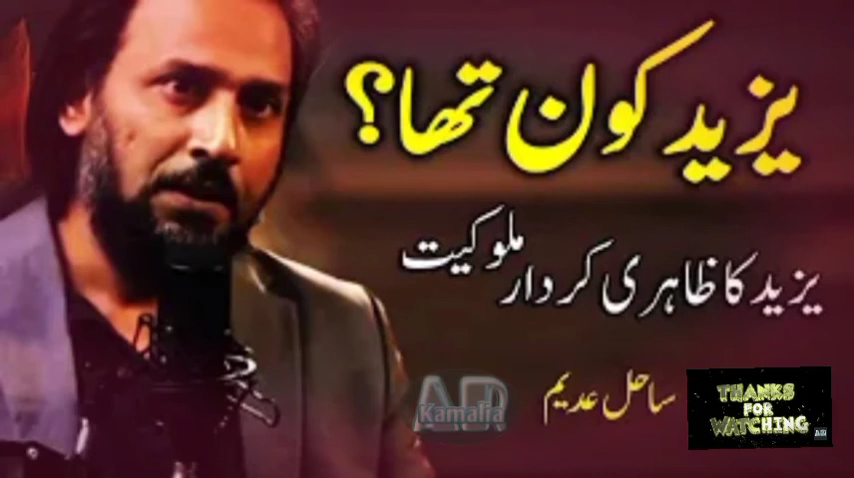 یزید کون تھا؟
یزید کا ظاہری کردار ملوکیت
ساحل عدیم
AD
Kamalia
THANKS
FOR
WATCHING